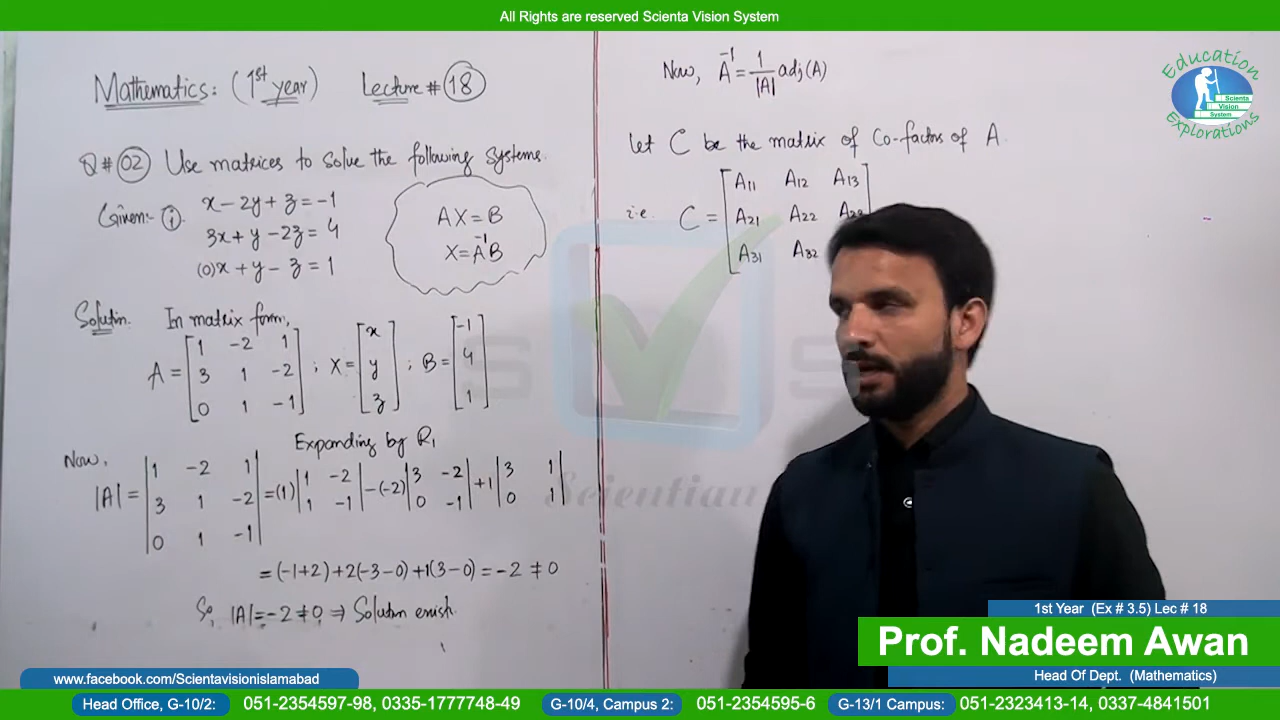 All Rights are reserved Scienta Vision System
Mathematics: (1st year) Lecture # 18
Q # 02 Use matrices to solve the following systems.
Given:- (i) x - 2y + z = -1
3x + y - 2z = 4
(0)x + y - z = 1
AX = B
X = A⁻¹B
Solution. In matrix form,
A = [1 -2 1; 3 1 -2; 0 1 -1] ; X = [x; y; z] ; B = [-1; 4; 1]
Expanding by R₁
Now,
|A| = |1 -2 1; 3 1 -2; 0 1 -1| = (1)|1 -2; 1 -1| - (-2)|3 -2; 0 -1| + 1|3 1; 0 1|
= (-1+2) + 2(-3-0) + 1(3-0) = -2 ≠ 0
So, |A| = -2 ≠ 0 ⇒ Solution exist.
Now, A⁻¹ = 1/|A| adj(A)
Let C be the matrix of Co-factors of A.
i.e. C = [A₁₁ A₁₂ A₁₃
A₂₁ A₂₂ A₂₃
A₃₁ A₃₂
Education
Scienta
Vision
System
Explorations
Scientian
1st Year (Ex # 3.5) Lec # 18
Prof. Nadeem Awan
Head Of Dept. (Mathematics)
www.facebook.com/Scientavisionislamabad
Head Office, G-10/2: 051-2354597-98, 0335-1777748-49 G-10/4, Campus 2: 051-2354595-6 G-13/1 Campus: 051-2323413-14, 0337-4841501